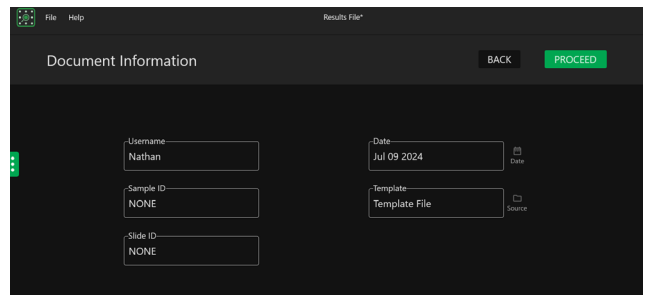 File Help Results File*
Document Information BACK PROCEED
Username Date
Nathan Jul 09 2024 Date
Sample ID Template
NONE Template File Source
Slide ID
NONE